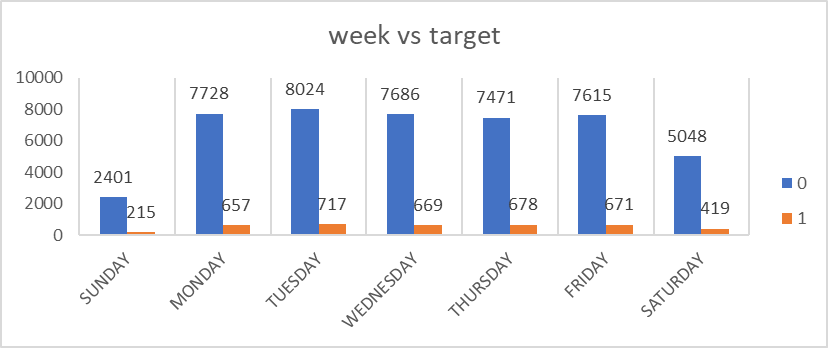 week vs target
10000
8000
6000
4000
2000
0
2401
215
7728
657
8024
717
7686
669
7471
678
7615
671
5048
419
SUNDAY
MONDAY
TUESDAY
WEDNESDAY
THURSDAY
FRIDAY
SATURDAY
0
1